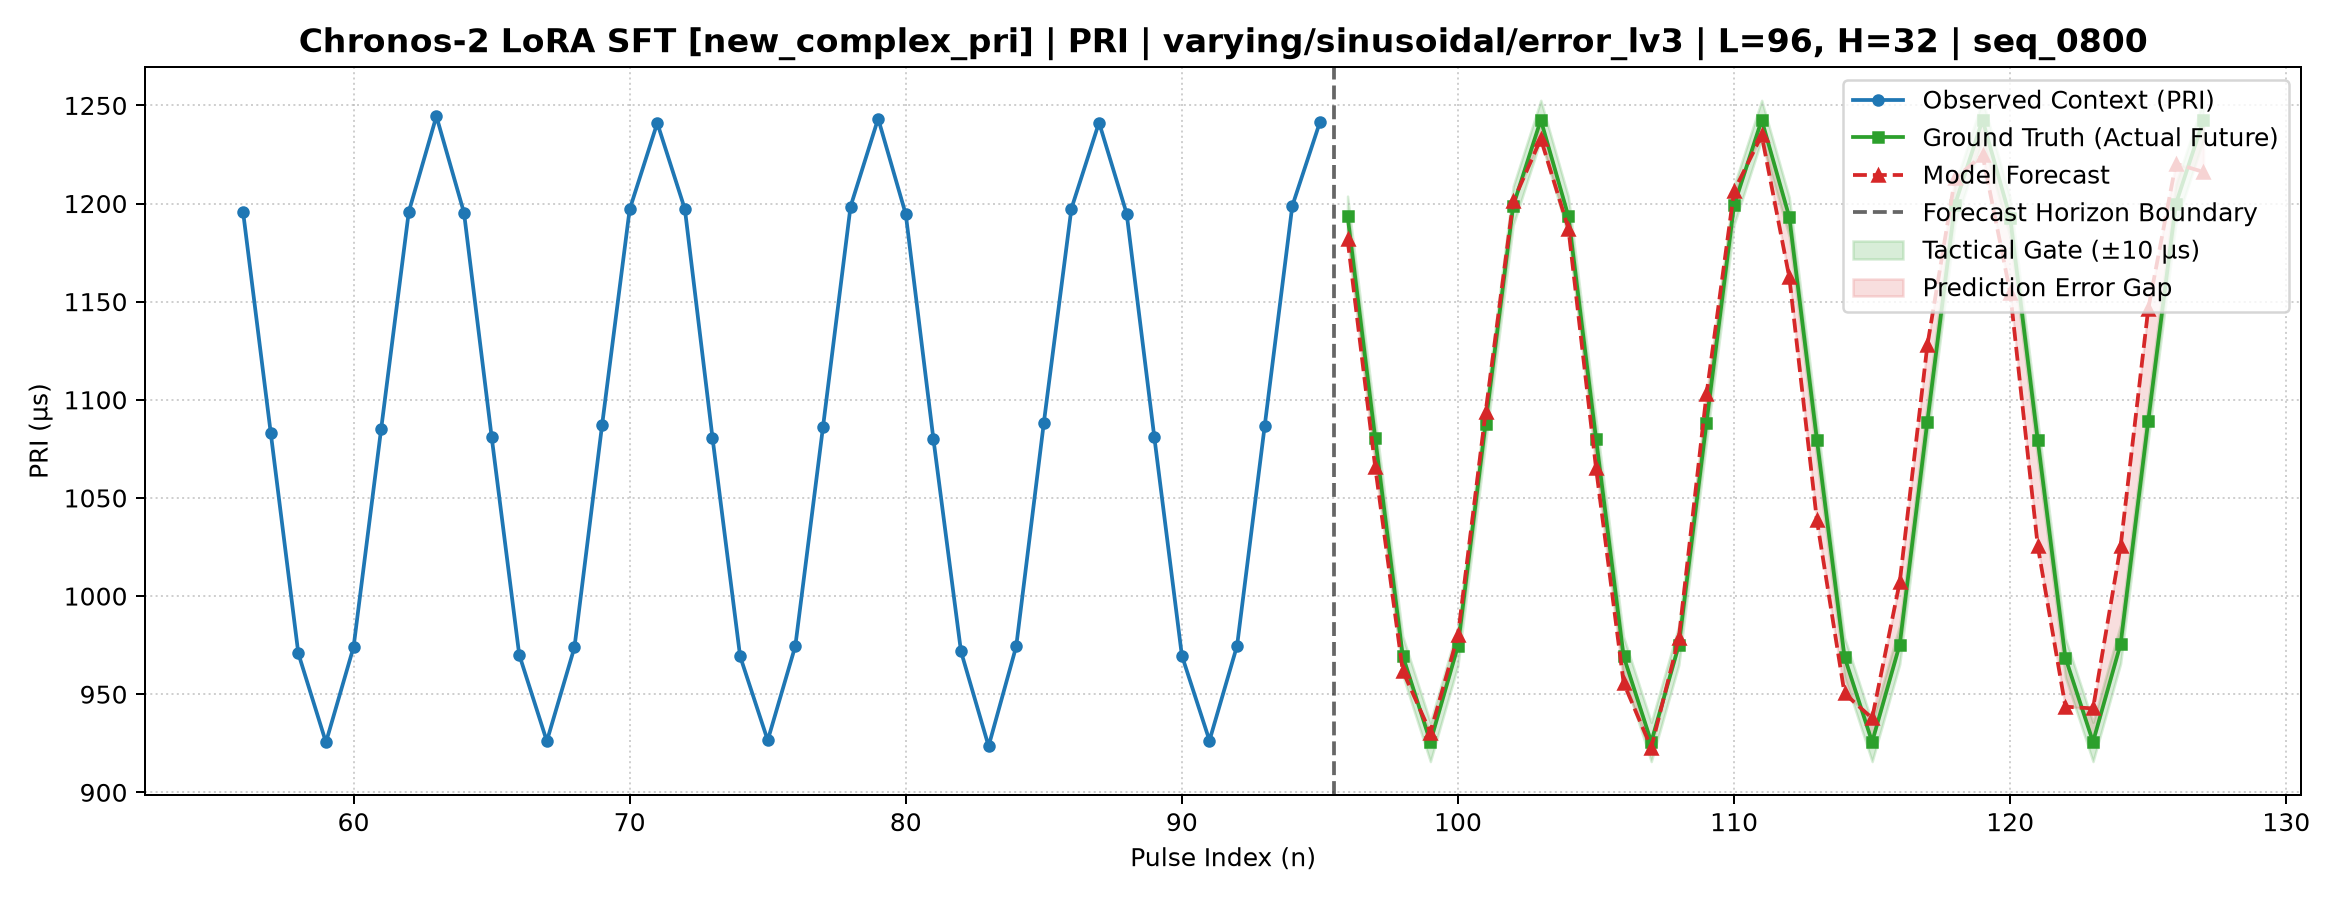 Chronos-2 LoRA SFT [new_complex_pri] | PRI | varying/sinusoidal/error_lv3 | L=96, H=32 | seq_0800
PRI (µs)
1250
1200
1150
1100
1050
1000
950
900
Observed Context (PRI)
Ground Truth (Actual Future)
Model Forecast
Forecast Horizon Boundary
Tactical Gate (±10 µs)
Prediction Error Gap
60
70
80
90
100
110
120
130
Pulse Index (n)